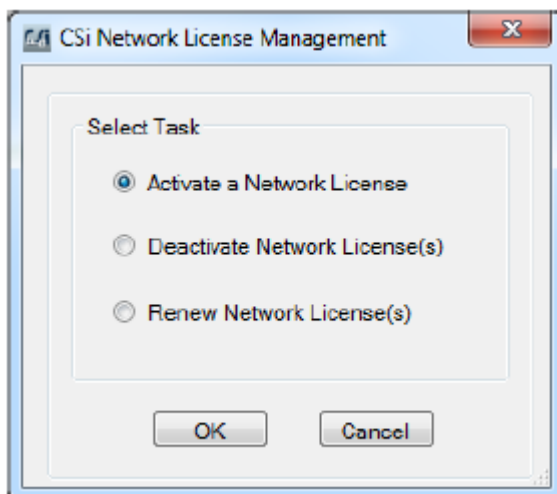 CSi Network License Management
Select Task
Activate a Network License
Deactivate Network License(s)
Renew Network License(s)
OK
Cancel